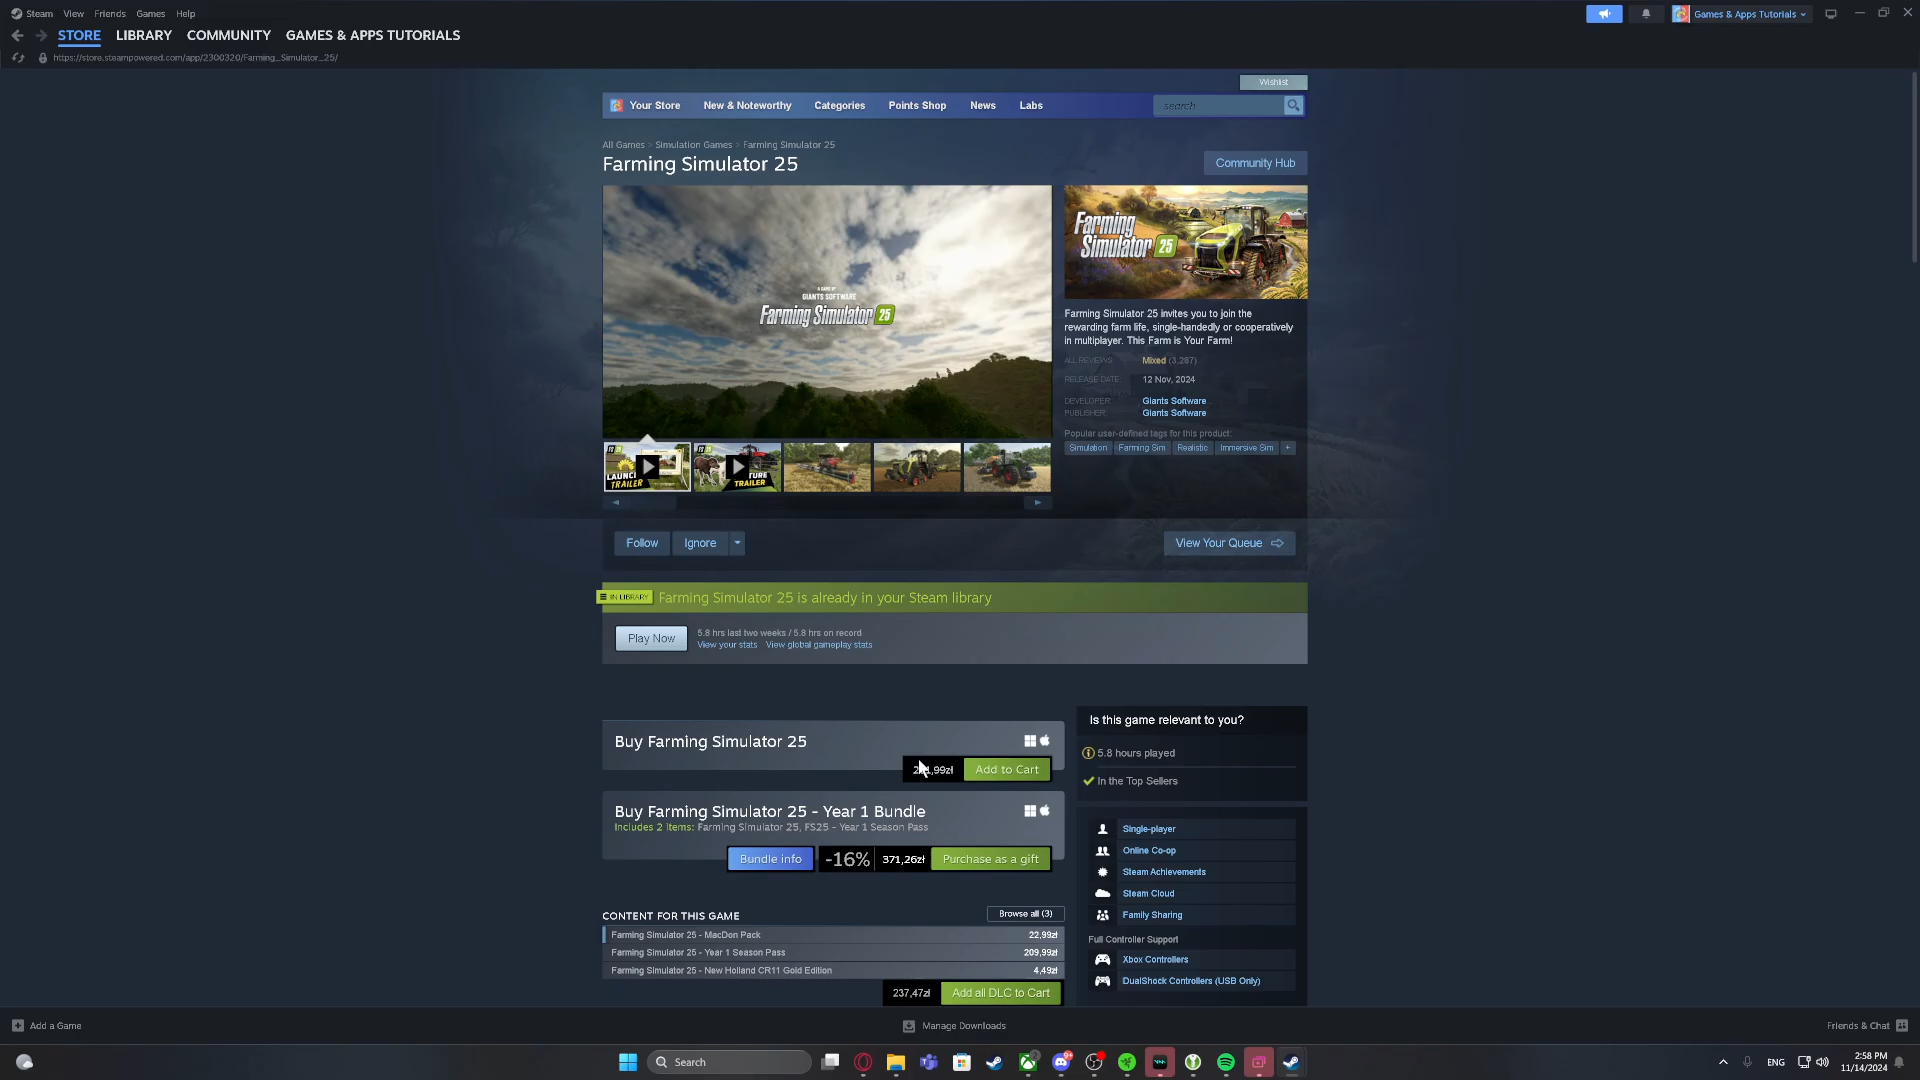 Steam View Friends Games Help
Games & Apps Tutorials
STORE LIBRARY COMMUNITY GAMES & APPS TUTORIALS
https://store.steampowered.com/app/2300320/Farming_Simulator_25/
Wishlist
Your Store New & Noteworthy Categories Points Shop News Labs
search
All Games > Simulation Games > Farming Simulator 25
Farming Simulator 25
Community Hub
A GAME BY
GIANTS SOFTWARE
Farming Simulator 25
Farming
Simulator 25
Farming Simulator 25 invites you to join the
rewarding farm life, single-handedly or cooperatively
in multiplayer. This Farm is Your Farm!
ALL REVIEWS: Mixed (3,287)
RELEASE DATE: 12 Nov, 2024
DEVELOPER: Giants Software
PUBLISHER: Giants Software
Popular user-defined tags for this product:
Simulation Farming Sim Realistic Immersive Sim +
LAUNCH
TRAILER
TRAILER
Follow Ignore
View Your Queue
IN LIBRARY Farming Simulator 25 is already in your Steam library
Play Now
5.8 hrs last two weeks / 5.8 hrs on record
View your stats View global gameplay stats
Buy Farming Simulator 25
Add to Cart
Buy Farming Simulator 25 - Year 1 Bundle
Includes 2 items: Farming Simulator 25, FS25 - Year 1 Season Pass
Bundle info -16% 371,26zł Purchase as a gift
CONTENT FOR THIS GAME Browse all (3)
Farming Simulator 25 - MacDon Pack 22,99zł
Farming Simulator 25 - Year 1 Season Pass 209,99zł
Farming Simulator 25 - New Holland CR11 Gold Edition 4,49zł
237,47zł Add all DLC to Cart
Is this game relevant to you?
5.8 hours played
In the Top Sellers
Single-player
Online Co-op
Steam Achievements
Steam Cloud
Family Sharing
Full Controller Support
Xbox Controllers
DualShock Controllers (USB Only)
Add a Game
Manage Downloads
Friends & Chat
Search
ENG
2:58 PM
11/14/2024